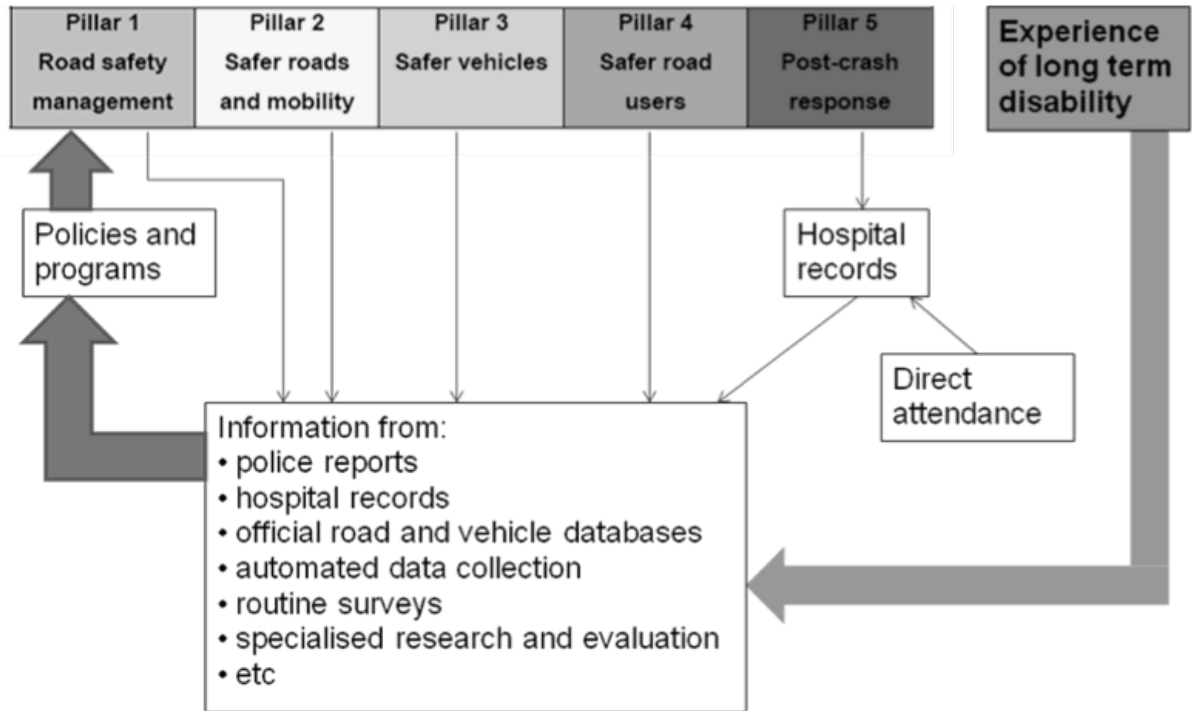 Pillar 1
Road safety
management
Pillar 2
Safer roads
and mobility
Pillar 3
Safer vehicles
Pillar 4
Safer road
users
Pillar 5
Post-crash
response
Experience
of long term
disability
Policies and
programs
Hospital
records
Direct
attendance
Information from:
• police reports
• hospital records
• official road and vehicle databases
• automated data collection
• routine surveys
• specialised research and evaluation
• etc